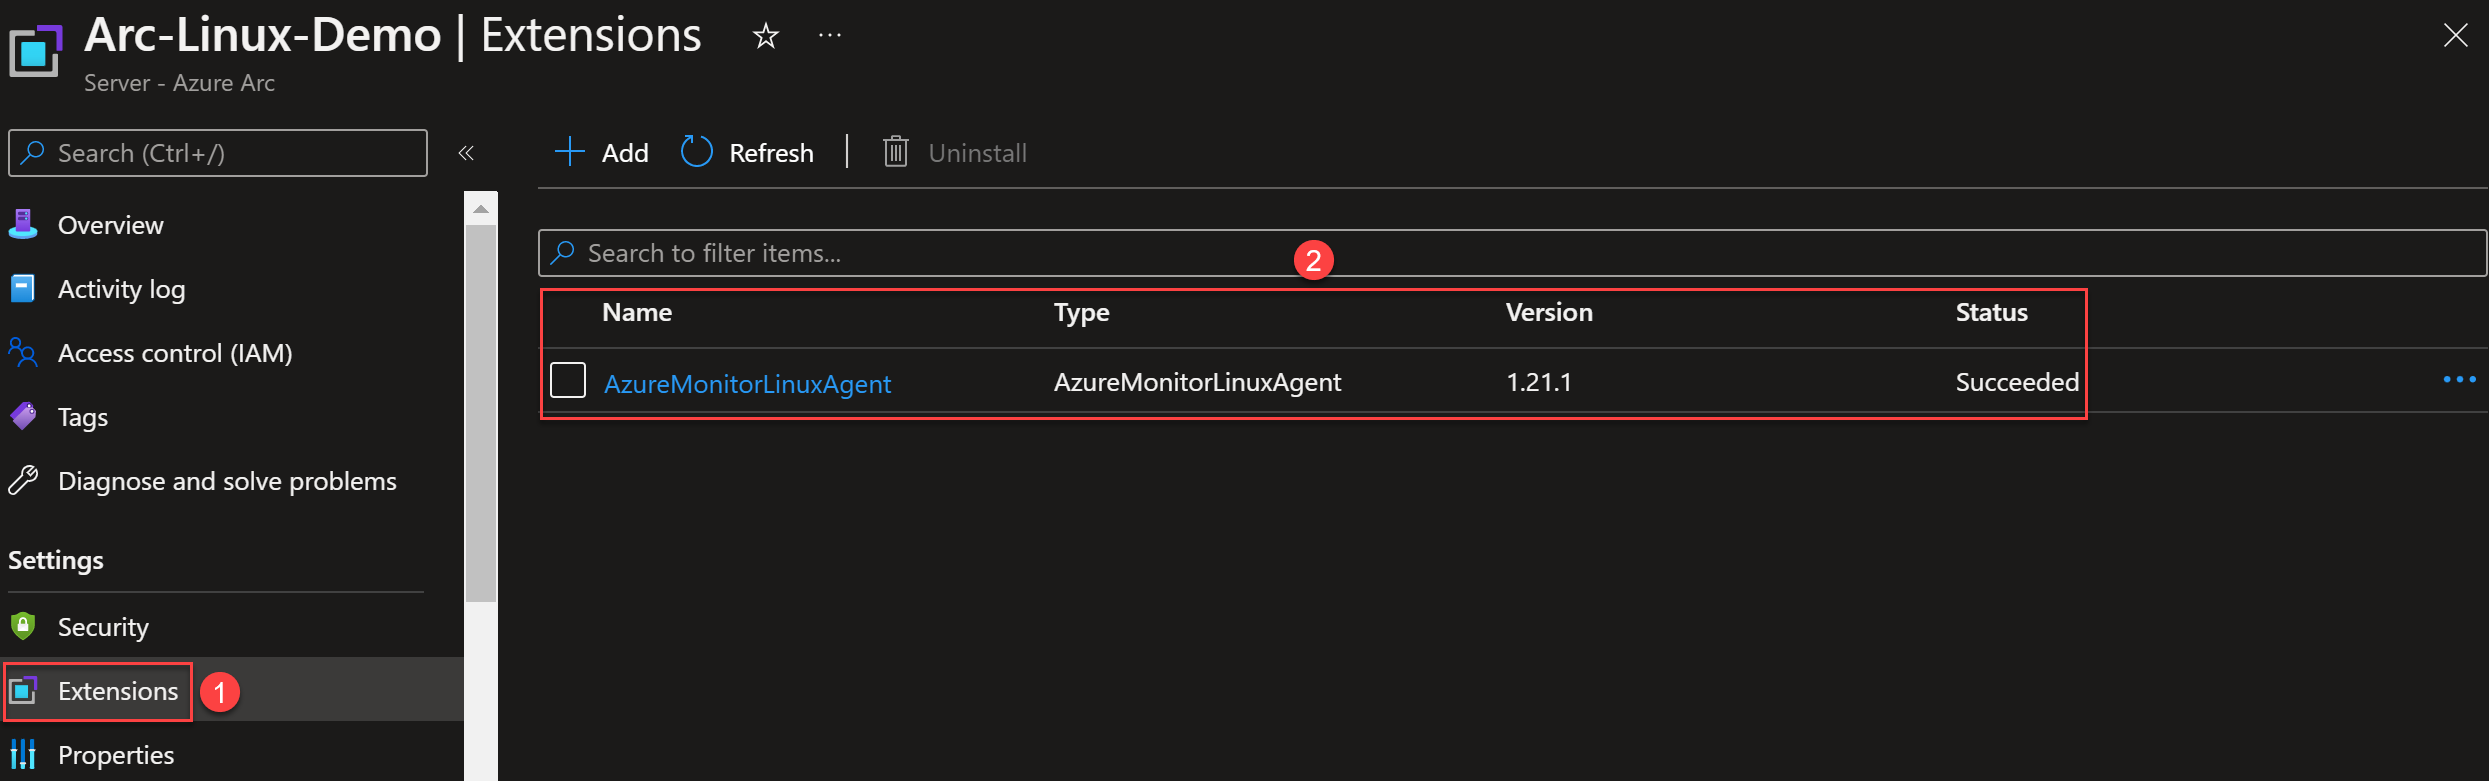 Arc-Linux-Demo | Extensions
Server - Azure Arc
Search (Ctrl+/)
Overview
Activity log
Access control (IAM)
Tags
Diagnose and solve problems
Settings
Security
Extensions 1
Properties
Add Refresh | Uninstall
Search to filter items... 2
Name Type Version Status
AzureMonitorLinuxAgent AzureMonitorLinuxAgent 1.21.1 Succeeded